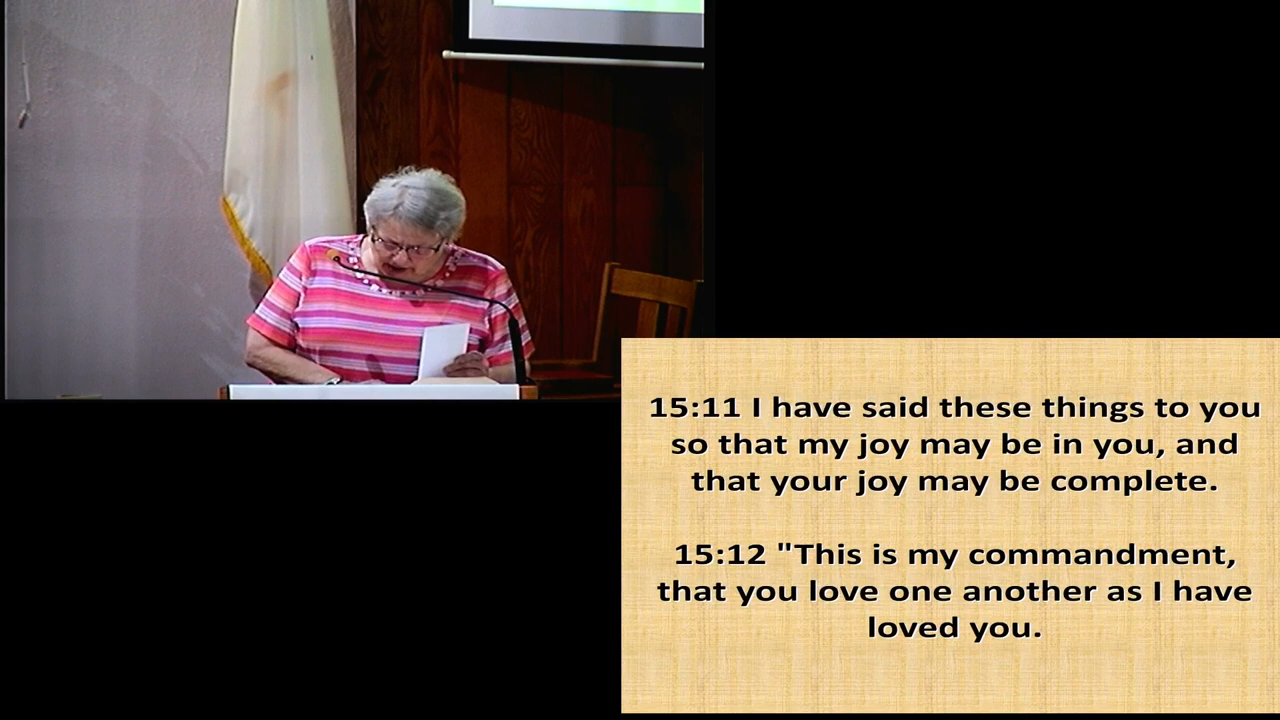 15:11 I have said these things to you
so that my joy may be in you, and
that your joy may be complete.
15:12 "This is my commandment,
that you love one another as I have
loved you.